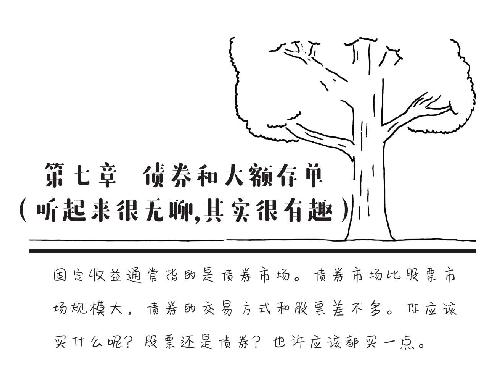 第七章 债券和大额存单
（听起来很无聊,其实很有趣）
固定收益通常指的是债券市场。债券市场比股票市
场规模大，债券的交易方式和股票差不多。你应该
买什么呢？股票还是债券？也许应该都买一点。